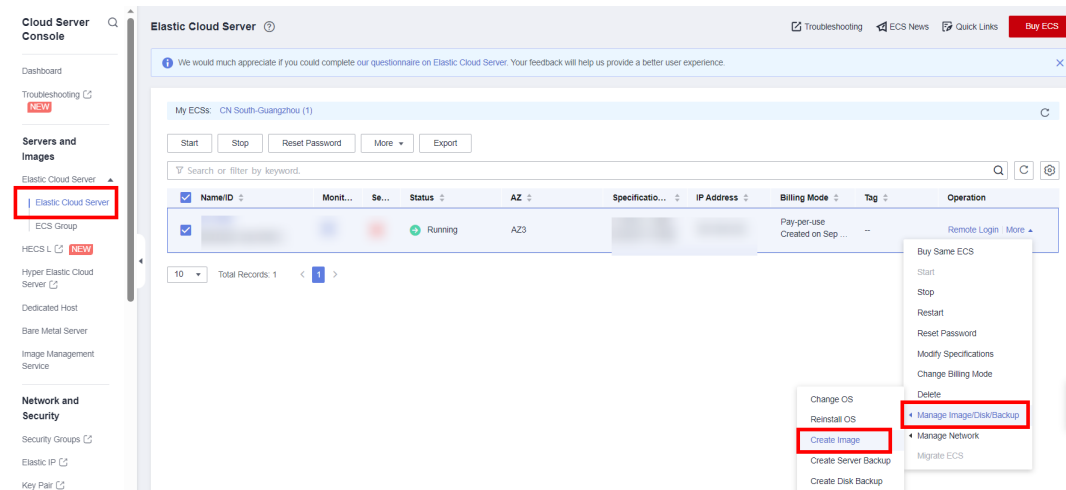 Cloud Server
Console
Dashboard
Troubleshooting
NEW
Servers and
Images
Elastic Cloud Server
Elastic Cloud Server
ECS Group
HECS L NEW
Hyper Elastic Cloud
Server
Dedicated Host
Bare Metal Server
Image Management
Service
Network and
Security
Security Groups
Elastic IP
Key Pair
Elastic Cloud Server
Troubleshooting ECS News Quick Links Buy ECS
We would much appreciate if you could complete our questionnaire on Elastic Cloud Server. Your feedback will help us provide a better user experience.
My ECSs: CN South-Guangzhou (1)
Start Stop Reset Password More Export
Search or filter by keyword.
Name/ID Monit... Se... Status AZ Specificatio... IP Address Billing Mode Tag Operation
Running AZ3 Pay-per-use
Created on Sep ... -- Remote Login More
10 Total Records: 1 < 1 >
Buy Same ECS
Start
Stop
Restart
Reset Password
Modify Specifications
Change Billing Mode
Delete
Manage Image/Disk/Backup
Manage Network
Migrate ECS
Change OS
Reinstall OS
Create Image
Create Server Backup
Create Disk Backup